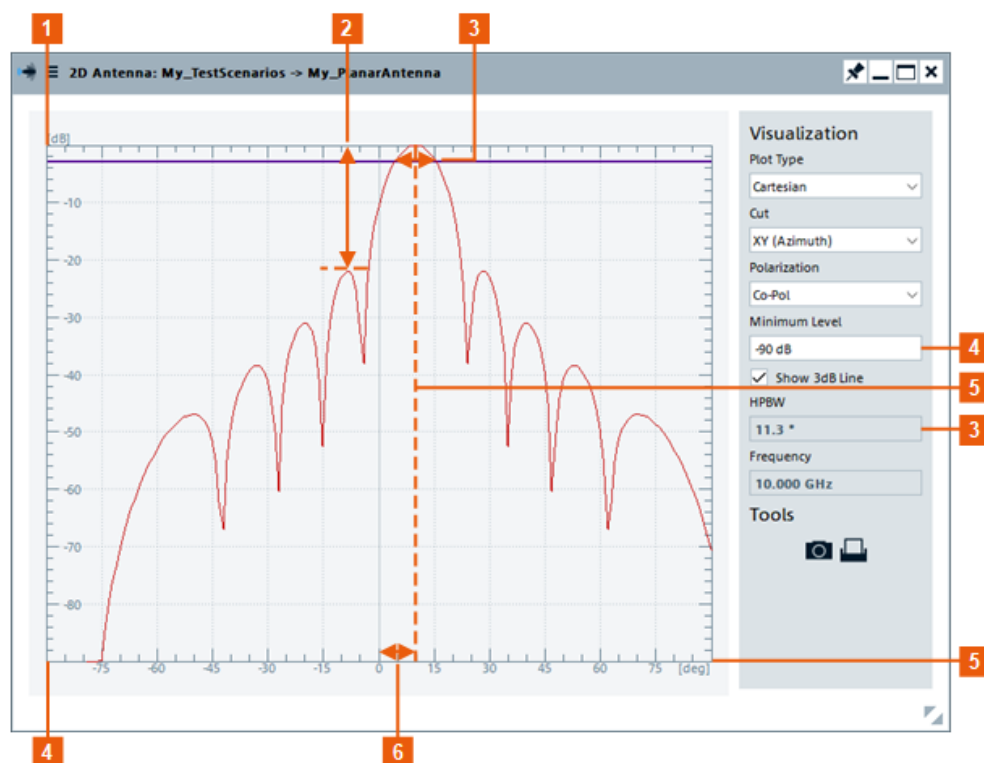 1 2 3
2D Antenna: My_TestScenarios -> My_PlanarAntenna
[dB]
-10
-20
-30
-40
-50
-60
-70
-80
-75 -60 -45 -30 -15 0 15 30 45 60 75 [deg]
Visualization
Plot Type
Cartesian
Cut
XY (Azimuth)
Polarization
Co-Pol
Minimum Level
-90 dB 4
Show 3dB Line
5
HPBW
11.3 ° 3
Frequency
10.000 GHz
Tools
5
4 6